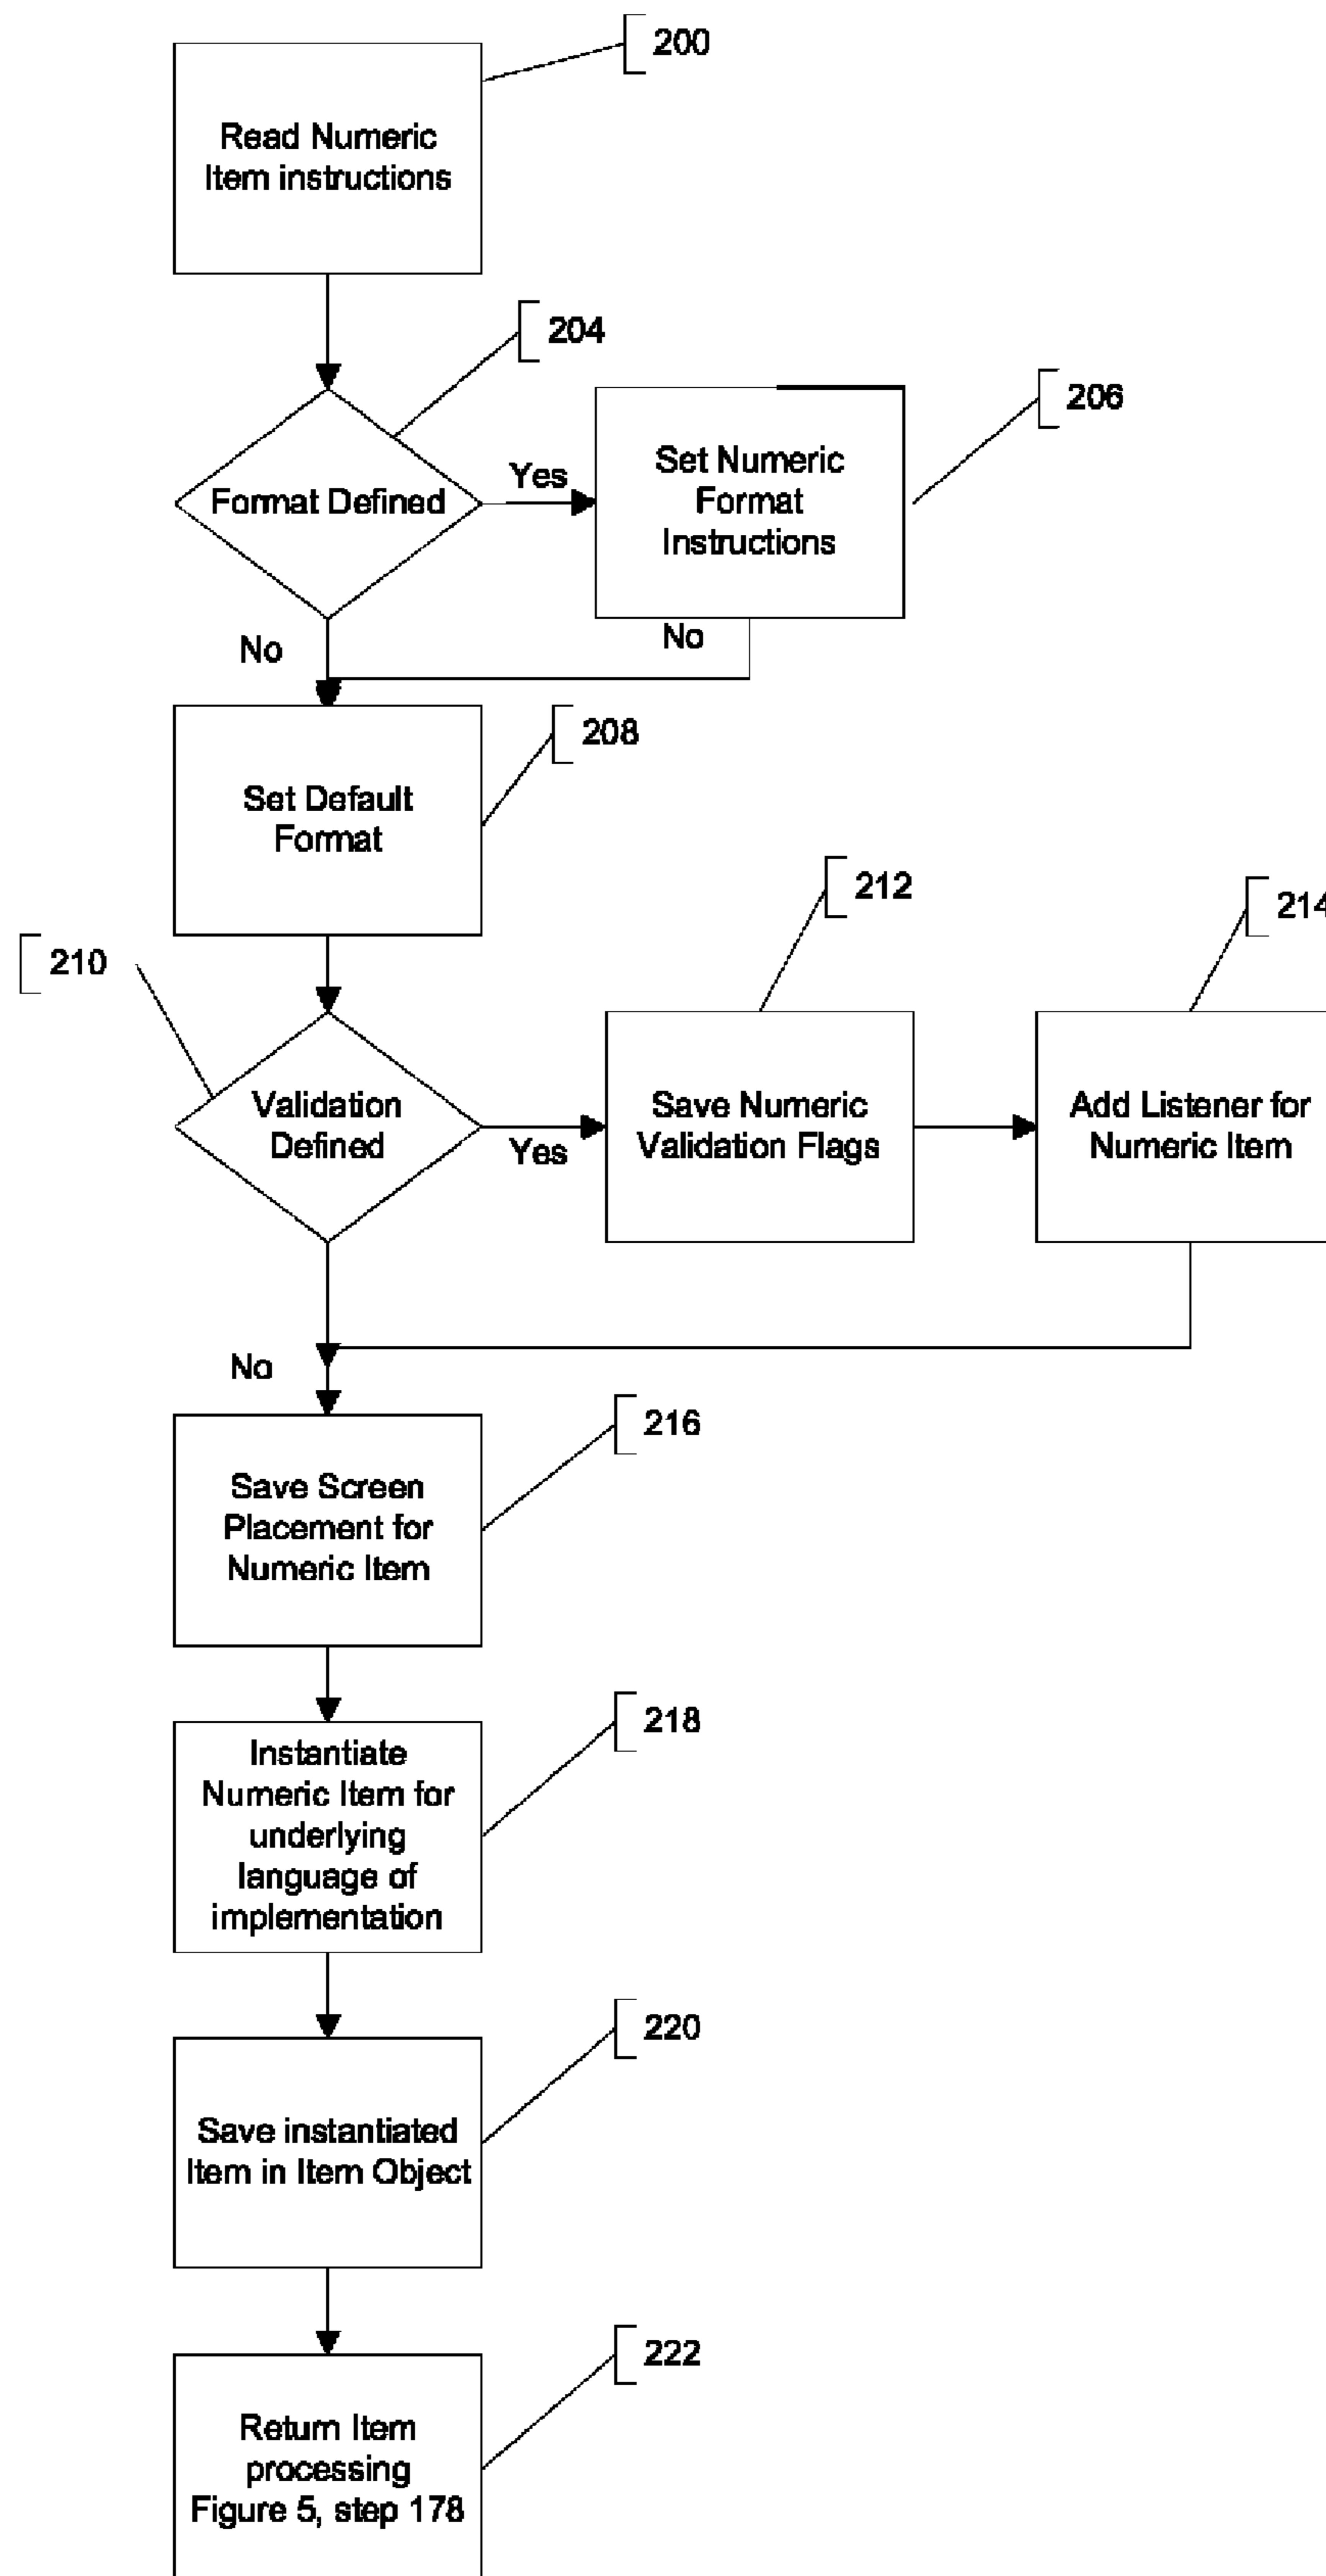 200
Read Numeric
Item instructions
204
206
Format Defined
Yes
Set Numeric
Format
Instructions
No
No
208
Set Default
Format
210
212
214
Validation
Defined
Yes
Save Numeric
Validation Flags
Add Listener for
Numeric Item
No
216
Save Screen
Placement for
Numeric Item
218
Instantiate
Numeric Item for
underlying
language of
implementation
220
Save instantiated
Item in Item Object
222
Return Item
processing
Figure 5, step 178